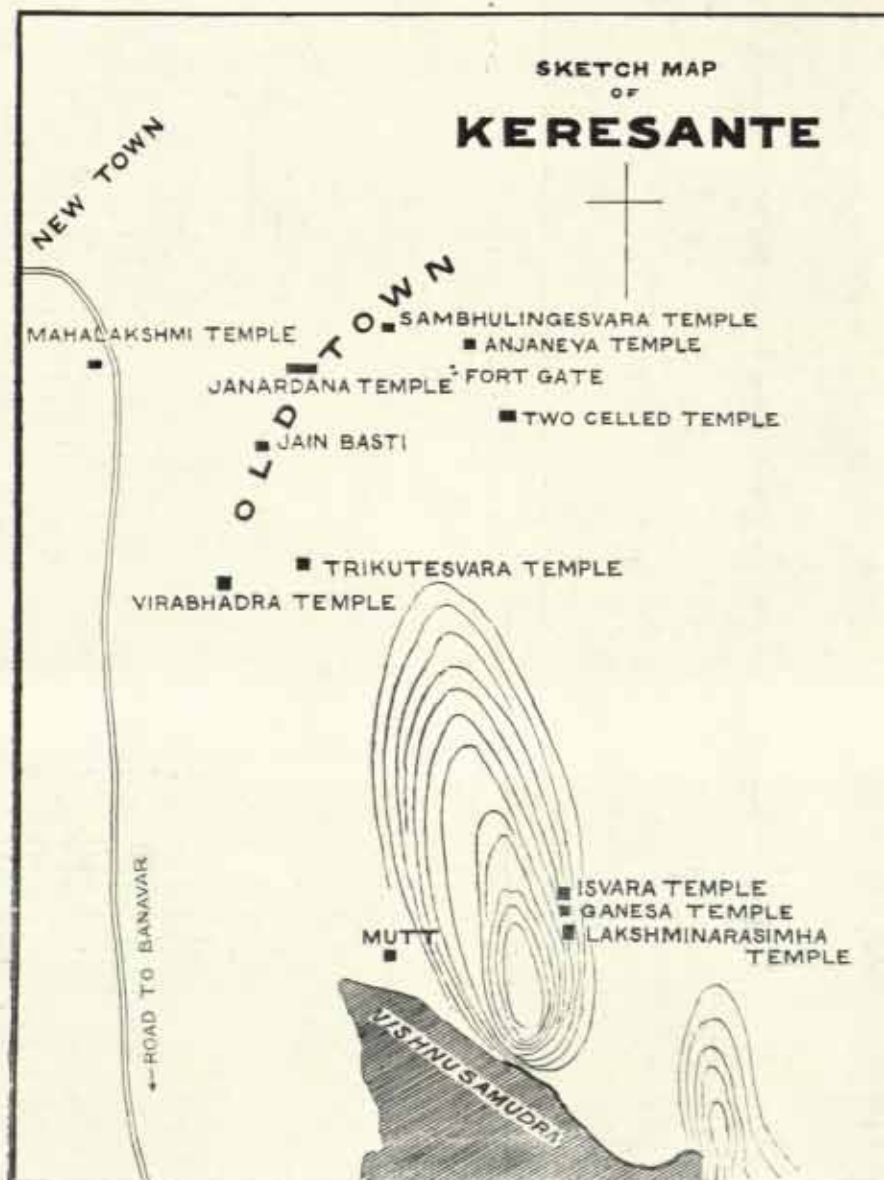 SKETCH MAP
OF
KERESANTE
NEW TOWN
OLD TOWN
SAMBHULINGESVARA TEMPLE
MAHALAKSHMI TEMPLE
ANJANEYA TEMPLE
FORT GATE
JANARDANA TEMPLE
TWO CELLED TEMPLE
JAIN BASTI
TRIKUTESVARA TEMPLE
VIRABHADRA TEMPLE
ISVARA TEMPLE
GANESA TEMPLE
LAKSHMINARASIMHA
TEMPLE
MUTT
VISHNUSAMUDRA
←ROAD TO BANAVAR